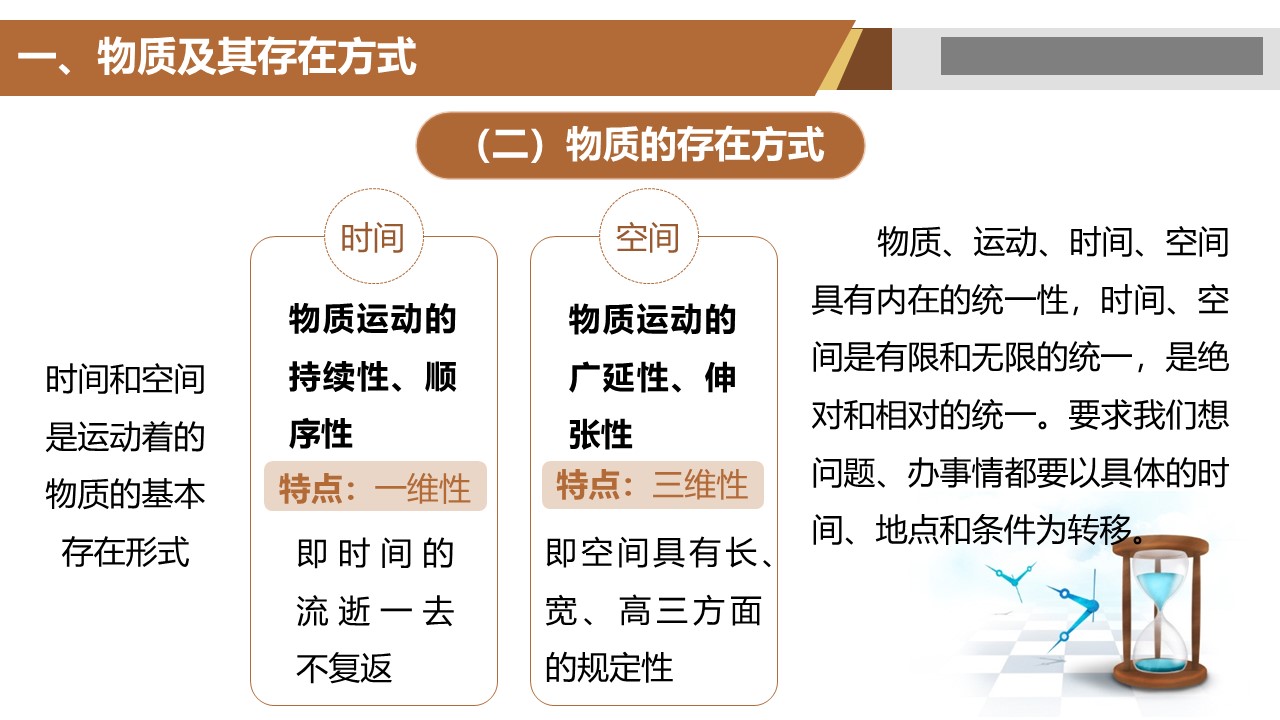 一、物质及其存在方式
（二）物质的存在方式
时间和空间
是运动着的
物质的基本
存在形式
时间
物质运动的
持续性、顺
序性
特点：一维性
即时间的
流逝一去
不复返
空间
物质运动的
广延性、伸
张性
特点：三维性
即空间具有长、
宽、高三方面
的规定性
物质、运动、时间、空间
具有内在的统一性，时间、空
间是有限和无限的统一，是绝
对和相对的统一。要求我们想
问题、办事情都要以具体的时
间、地点和条件为转移。